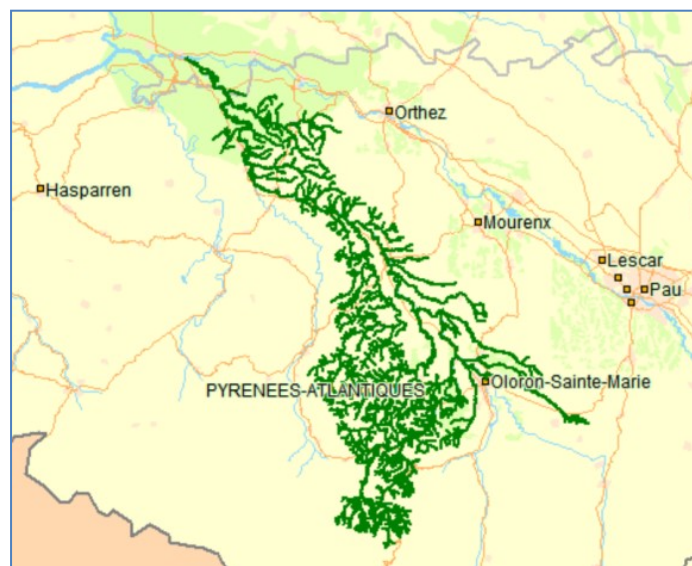 Orthez
Hasparren
Mourenx
Lescar
Pau
PYRENEES-ATLANTIQUES
Oloron-Sainte-Marie